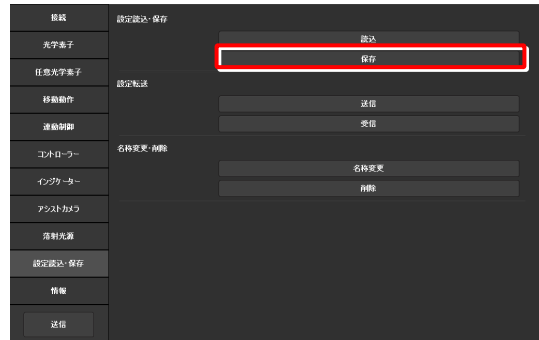 接続
光学素子
任意光学素子
移動動作
連動制御
コントローラー
インジケーター
アシストカメラ
落射光源
設定読込・保存
情報
送信
設定読込・保存
読込
保存
設定転送
送信
受信
名称変更・削除
名称変更
削除